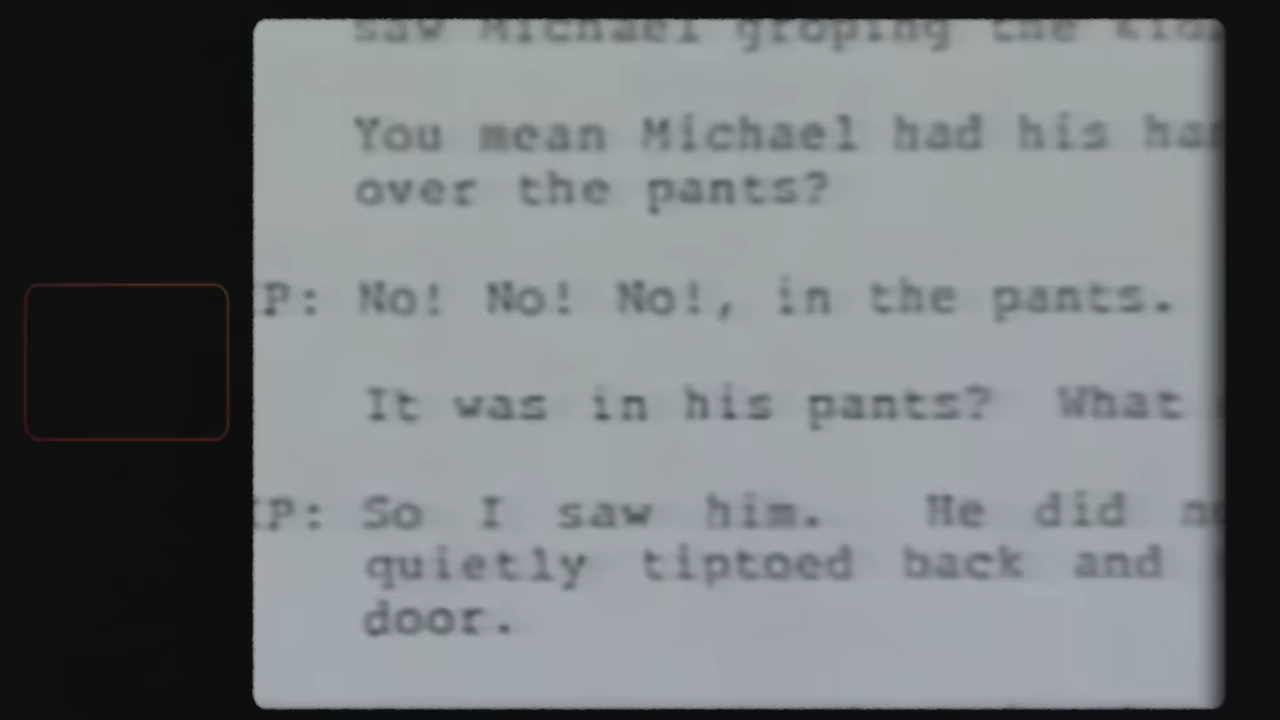 saw Michael groping the
You mean Michael had his
over the pants?
P: No! No! No!, in the pants.
It was in his pants? What
P: So I saw him. He did
quietly tiptoed back and
door.